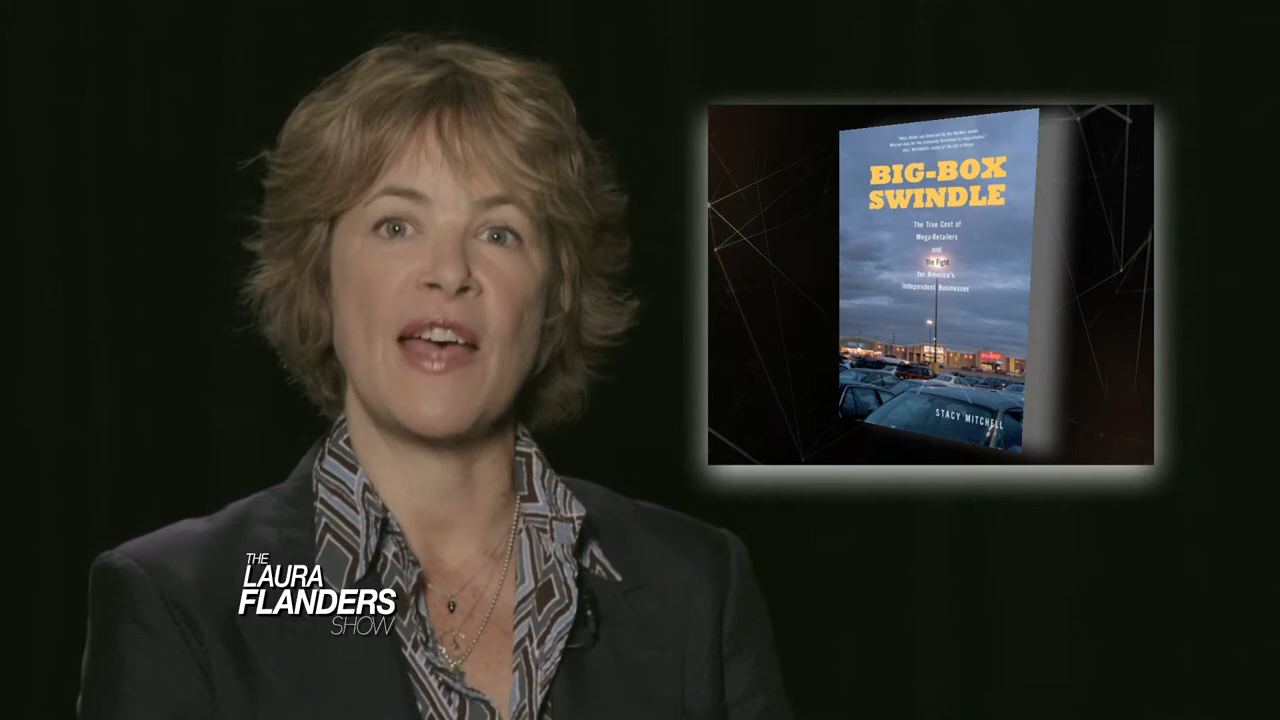 THE
LAURA
FLANDERS
SHOW
BIG-BOX
SWINDLE
The True Cost of
Mega-Retailers
and
the Fight
for America's
Independent Businesses
STACY MITCHELL